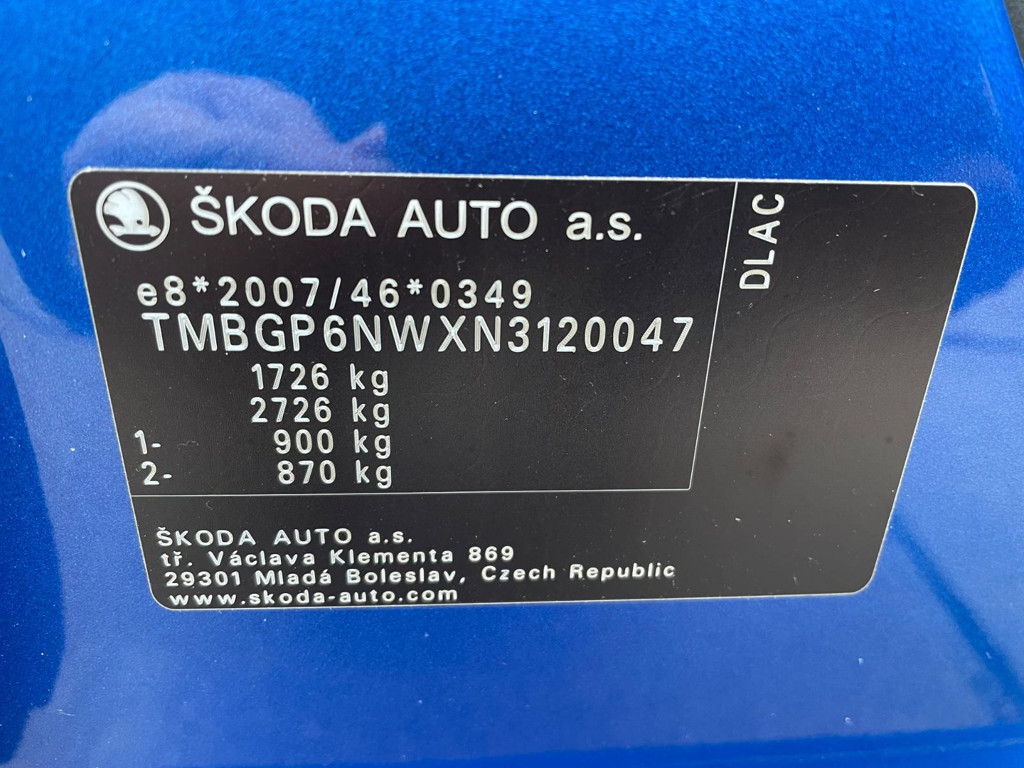 ŠKODA AUTO a.s.
DLAC
e8*2007/46*0349
TMBGP6NWXN3120047
1726 kg
2726 kg
1- 900 kg
2- 870 kg
ŠKODA AUTO a.s.
tř. Václava Klementa 869
29301 Mladá Boleslav, Czech Republic
www.skoda-auto.com